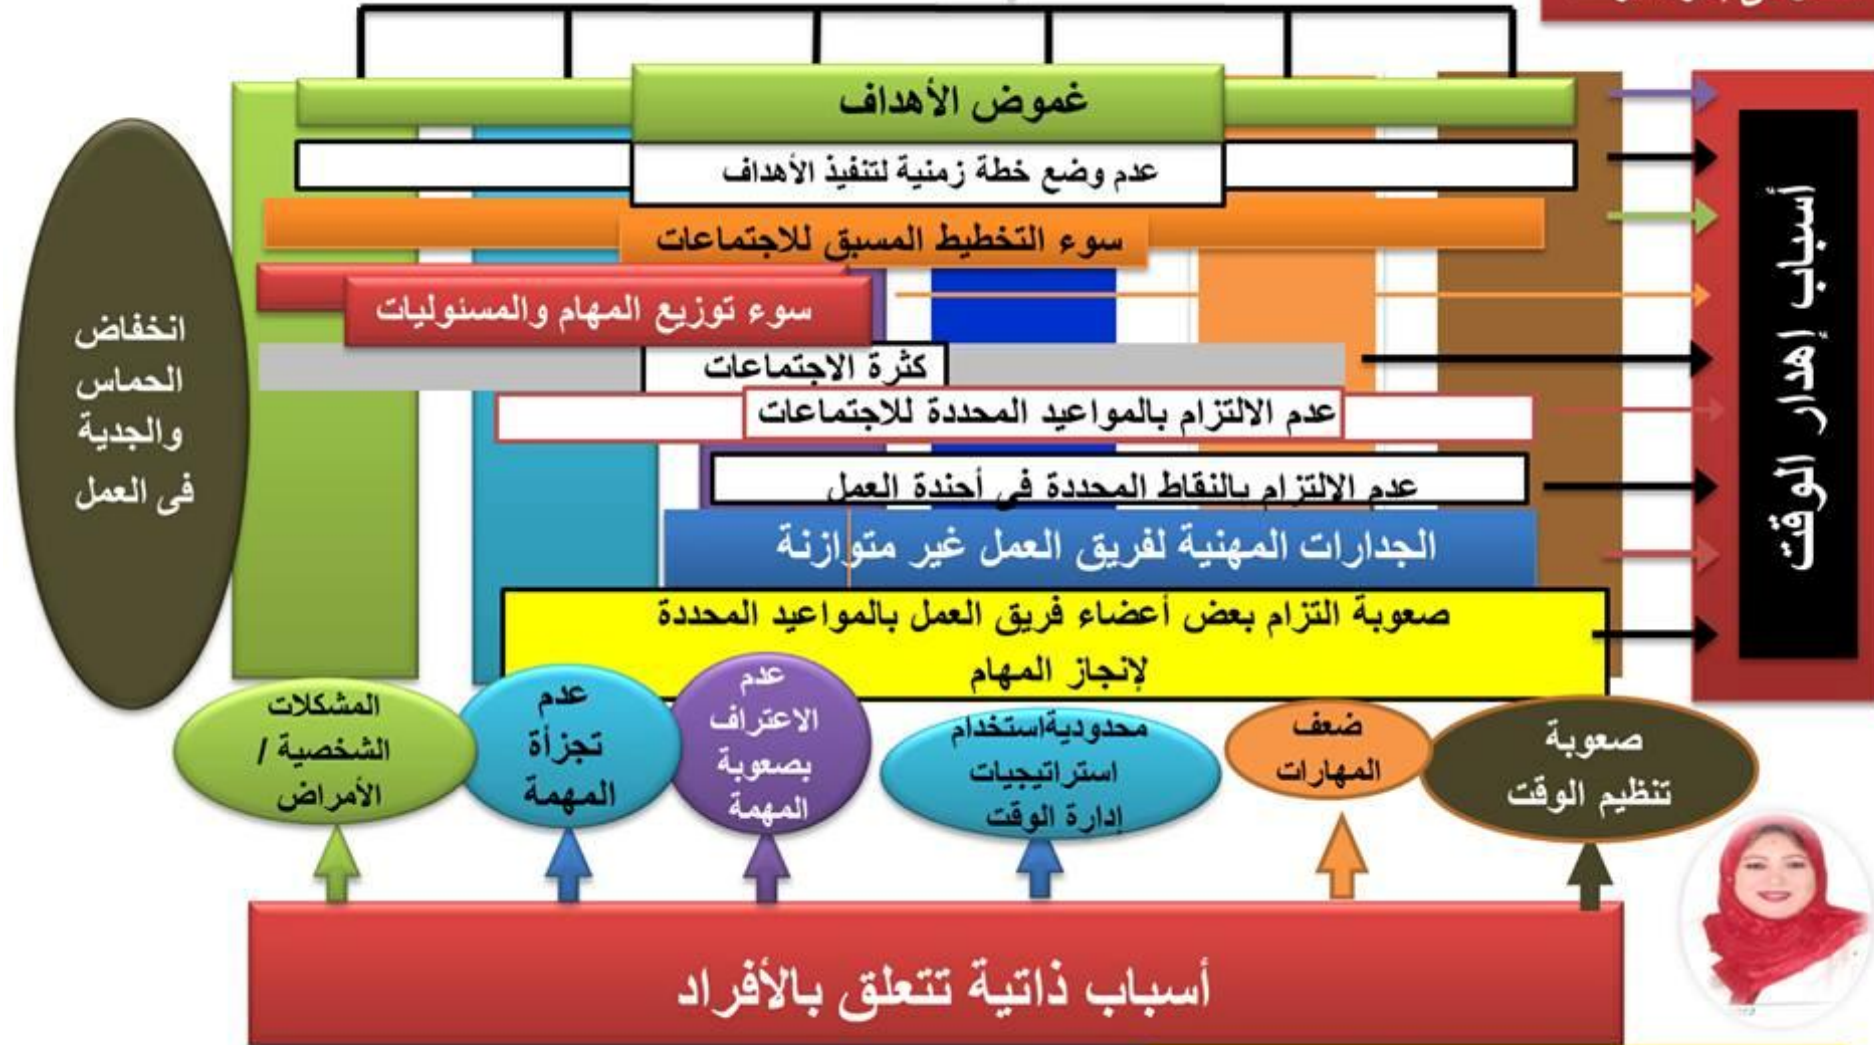 غموض الأهداف
عدم وضع خطة زمنية لتنفيذ الأهداف
سوء التخطيط المسبق للاجتماعات
سوء توزيع المهام والمسئوليات
كثرة الاجتماعات
عدم الالتزام بالمواعيد المحددة للاجتماعات
عدم الالتزام بالنقاط المحددة فى أجندة العمل
الجدارات المهنية لفريق العمل غير متوازنة
صعوبة التزام بعض أعضاء فريق العمل بالمواعيد المحددة
لإنجاز المهام
أسباب إهدار الوقت
انخفاض
الحماس
والجدية
فى العمل
صعوبة
تنظيم الوقت
ضعف
المهارات
محدوديةاستخدام
استراتيجيات
إدارة الوقت
عدم
الاعتراف
بصعوبة
المهمة
عدم
تجزأة
المهمة
المشكلات
الشخصية /
الأمراض
أسباب ذاتية تتعلق بالأفراد